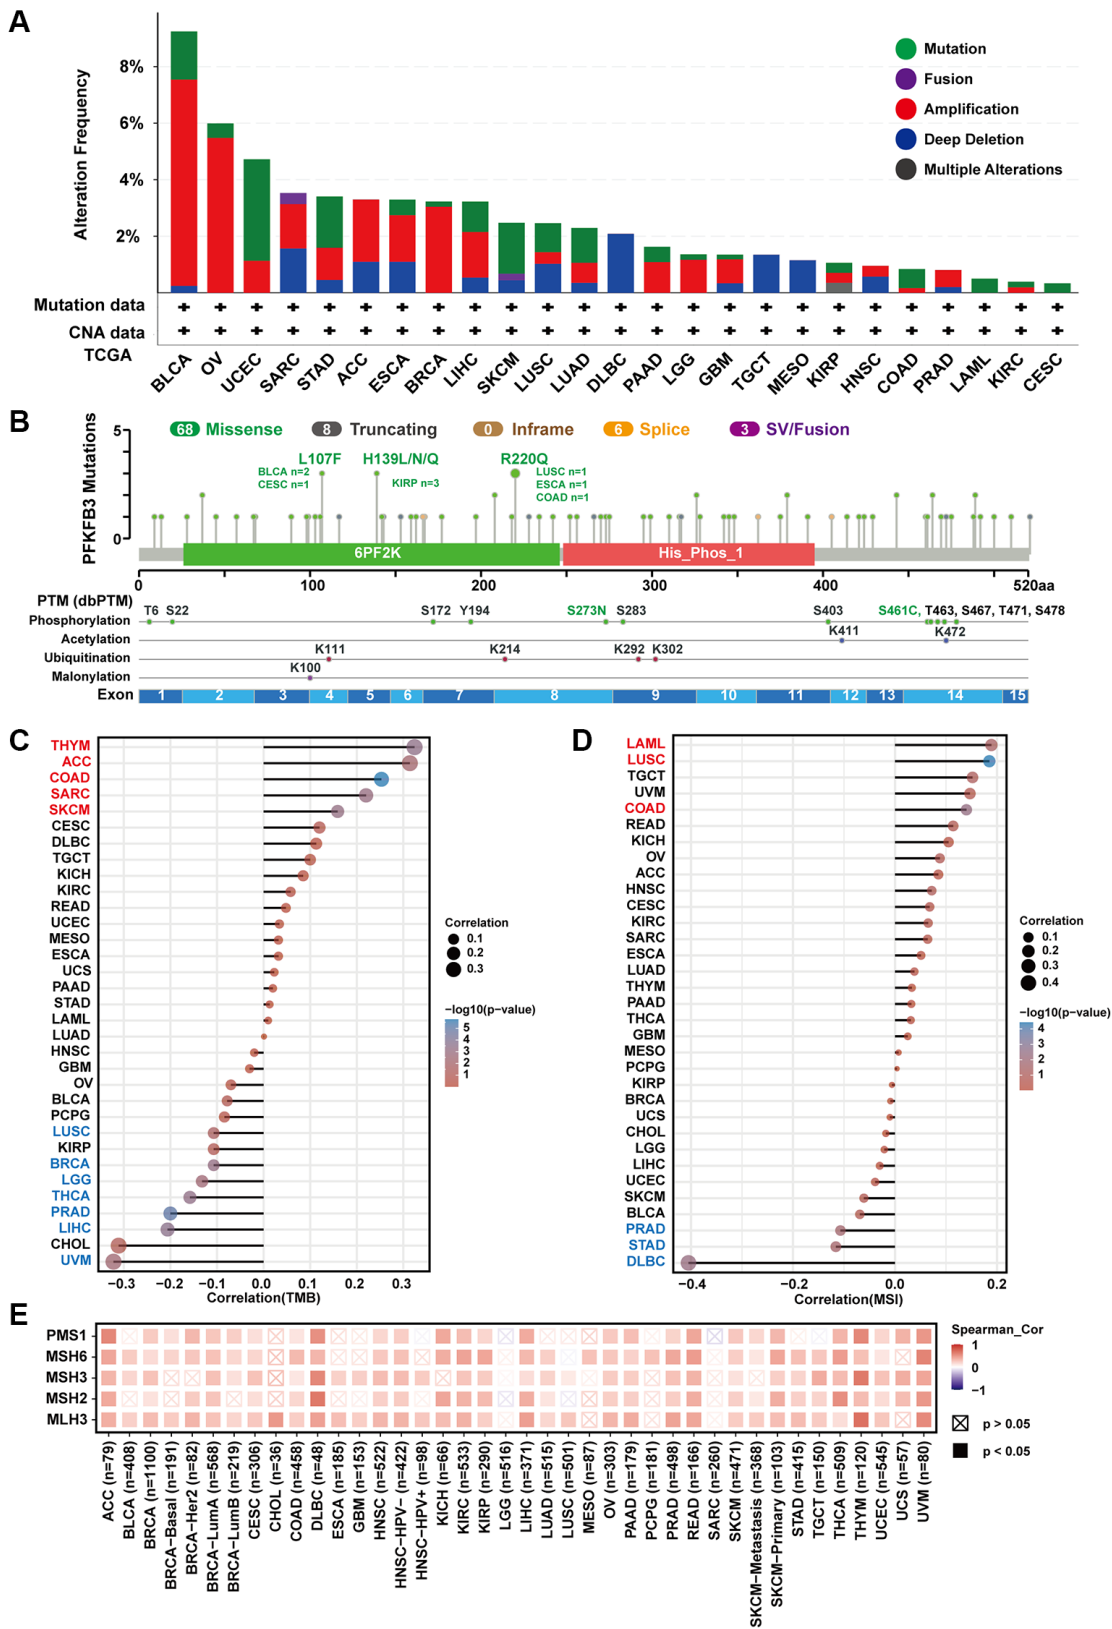 A
8%
6%
4%
2%
Alteration Frequency
Mutation
Fusion
Amplification
Deep Deletion
Multiple Alterations
Mutation data + + + + + + + + + + + + + + + + + + + + + + + + +
CNA data + + + + + + + + + + + + + + + + + + + + + + + + +
TCGA
BLCA OV UCEC SARC STAD ACC ESCA BRCA LIHC SKCM LUSC LUAD DLBC PAAD LGG GBM TGCT MESO KIRP HNSC COAD PRAD LAML KIRC CESC
B
PFKFB3 Mutations
5
0
68 Missense 8 Truncating 0 Inframe 6 Splice 3 SV/Fusion
L107F H139L/N/Q R220Q
BLCA n=2
CESC n=1
KIRP n=3
LUSC n=1
ESCA n=1
COAD n=1
6PF2K His_Phos_1
0 100 200 300 400 520aa
PTM (dbPTM)
T6 S22 S172 Y194 S273N S283 S403 S461C, T463, S467, T471, S478
Phosphorylation
K411 K472
Acetylation
K111 K214 K292 K302
Ubiquitination
K100
Malonylation
Exon 1 2 3 4 5 6 7 8 9 10 11 12 13 14 15
C
THYM
ACC
COAD
SARC
SKCM
CESC
DLBC
TGCT
KICH
KIRC
READ
UCEC
MESO
ESCA
UCS
PAAD
STAD
LAML
LUAD
HNSC
GBM
OV
BLCA
PCPG
LUSC
KIRP
BRCA
LGG
THCA
PRAD
LIHC
CHOL
UVM
−0.3 −0.2 −0.1 0.0 0.1 0.2 0.3
Correlation(TMB)
Correlation
0.1
0.2
0.3
−log10(p−value)
5
4
3
2
1
D
LAML
LUSC
TGCT
UVM
COAD
READ
KICH
OV
ACC
HNSC
CESC
KIRC
SARC
ESCA
LUAD
THYM
PAAD
THCA
GBM
MESO
PCPG
KIRP
BRCA
UCS
CHOL
LGG
LIHC
UCEC
SKCM
BLCA
PRAD
STAD
DLBC
−0.4 −0.2 0.0 0.2
Correlation(MSI)
Correlation
0.1
0.2
0.3
0.4
−log10(p−value)
4
3
2
1
E
PMS1
MSH6
MSH3
MSH2
MLH3
ACC (n=79)
BLCA (n=408)
BRCA (n=1100)
BRCA−Basal (n=191)
BRCA−Her2 (n=82)
BRCA−LumA (n=568)
BRCA−LumB (n=219)
CESC (n=306)
CHOL (n=36)
COAD (n=458)
DLBC (n=48)
ESCA (n=185)
GBM (n=153)
HNSC (n=522)
HNSC−HPV− (n=422)
HNSC−HPV+ (n=98)
KICH (n=66)
KIRC (n=533)
KIRP (n=290)
LGG (n=516)
LIHC (n=371)
LUAD (n=515)
LUSC (n=501)
MESO (n=87)
OV (n=303)
PAAD (n=179)
PCPG (n=181)
PRAD (n=498)
READ (n=166)
SARC (n=260)
SKCM (n=471)
SKCM−Metastasis (n=368)
SKCM−Primary (n=103)
STAD (n=415)
TGCT (n=150)
THCA (n=509)
THYM (n=120)
UCEC (n=545)
UCS (n=57)
UVM (n=80)
Spearman_Cor
1
0
−1
p > 0.05
p < 0.05